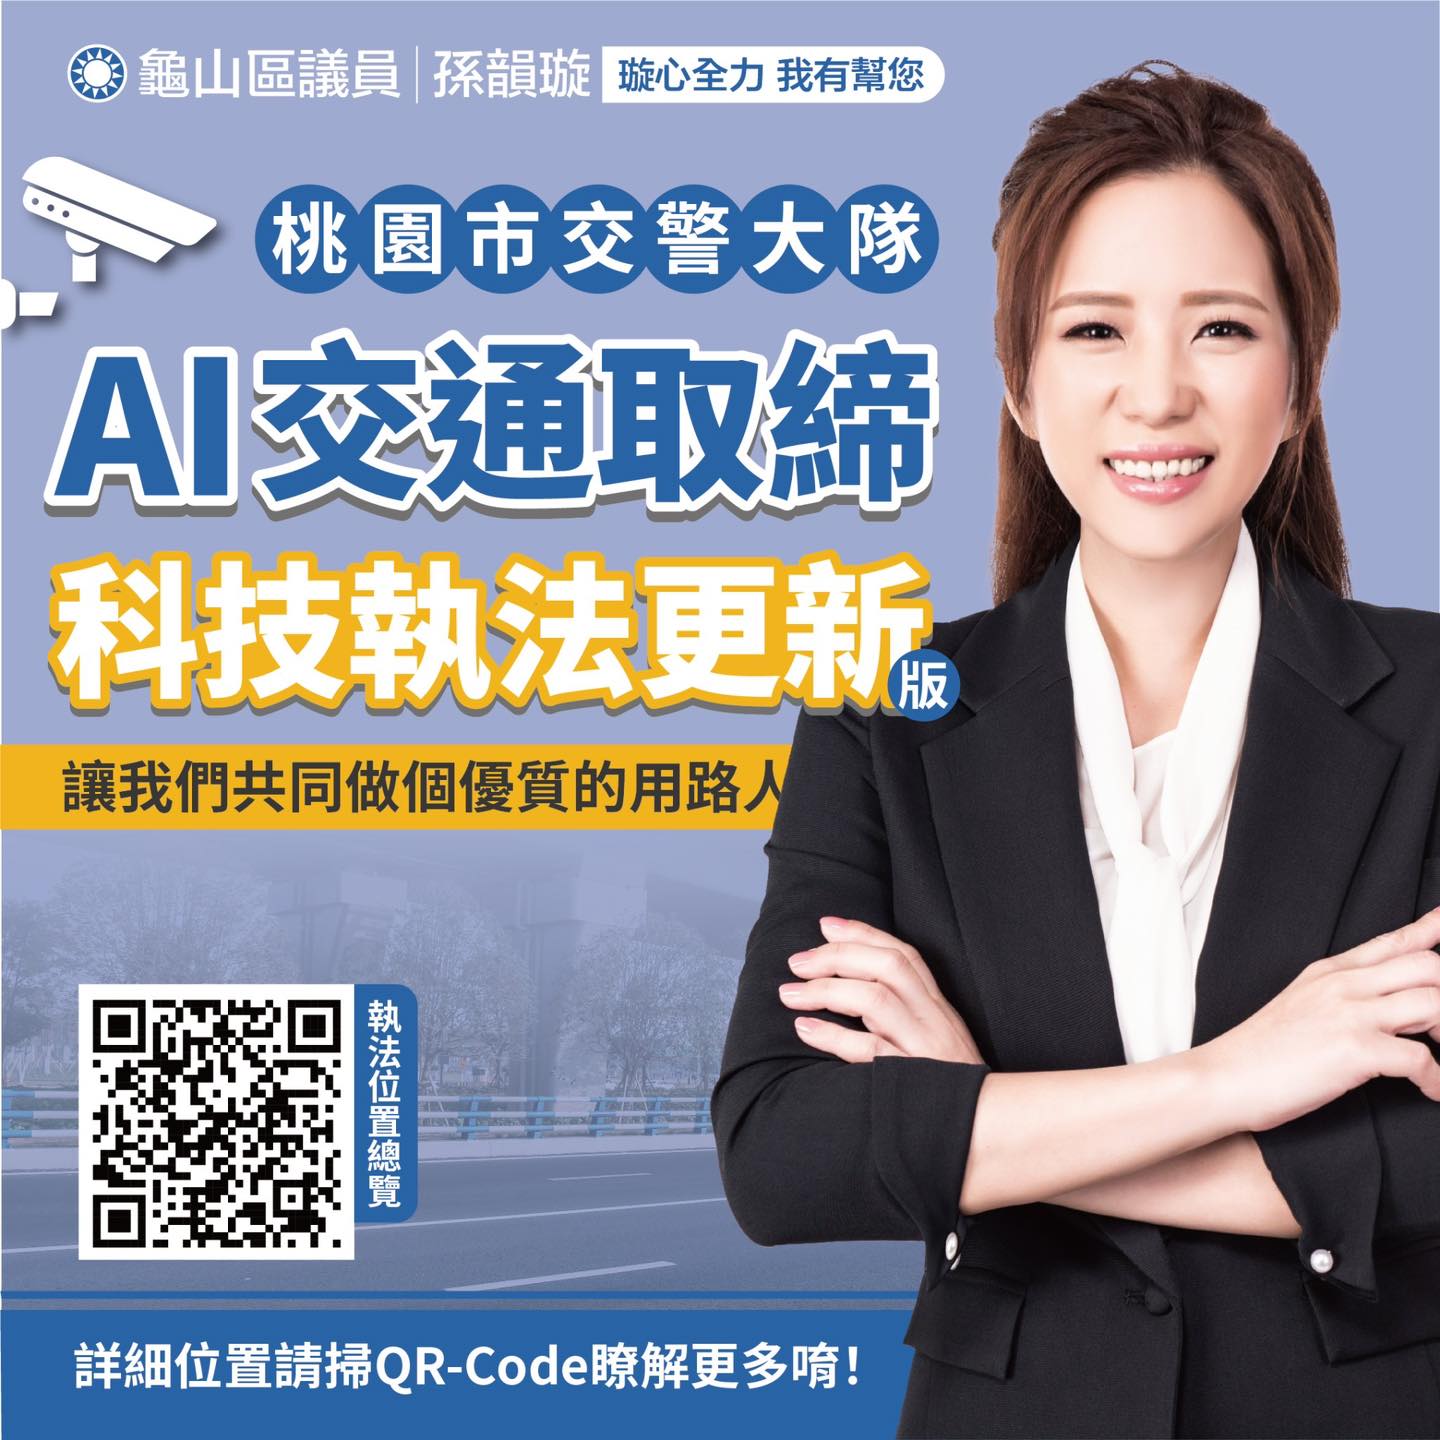 龜山區議員 孫韻璇 璇心全力 我有幫您
桃園市交警大隊
AI交通取締
科技執法更新版
讓我們共同做個優質的用路人
執法位置總覽
詳細位置請掃QR-Code瞭解更多唷!